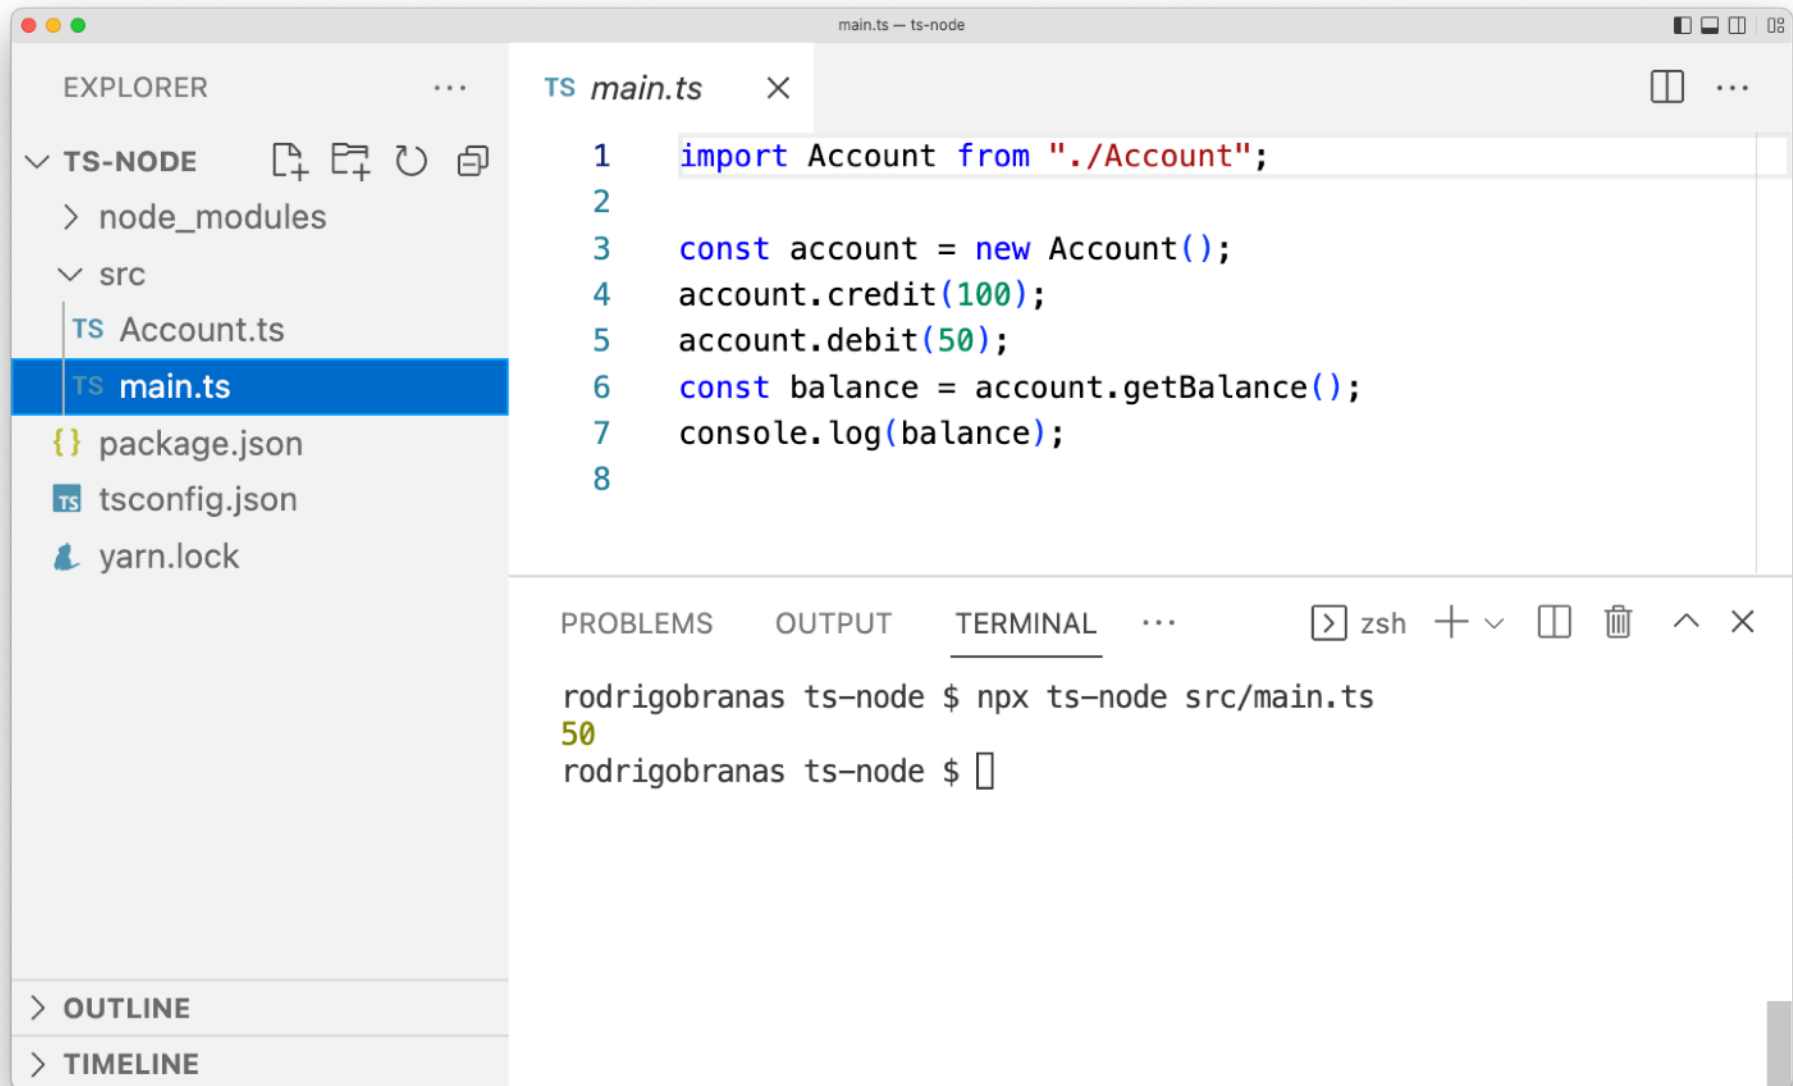 main.ts — ts-node
EXPLORER
TS-NODE
node_modules
src
TS Account.ts
TS main.ts
{} package.json
TS tsconfig.json
yarn.lock
OUTLINE
TIMELINE
TS main.ts
1 import Account from "./Account";
2
3 const account = new Account();
4 account.credit(100);
5 account.debit(50);
6 const balance = account.getBalance();
7 console.log(balance);
8
PROBLEMS OUTPUT TERMINAL zsh
rodrigobranas ts-node $ npx ts-node src/main.ts
50
rodrigobranas ts-node $